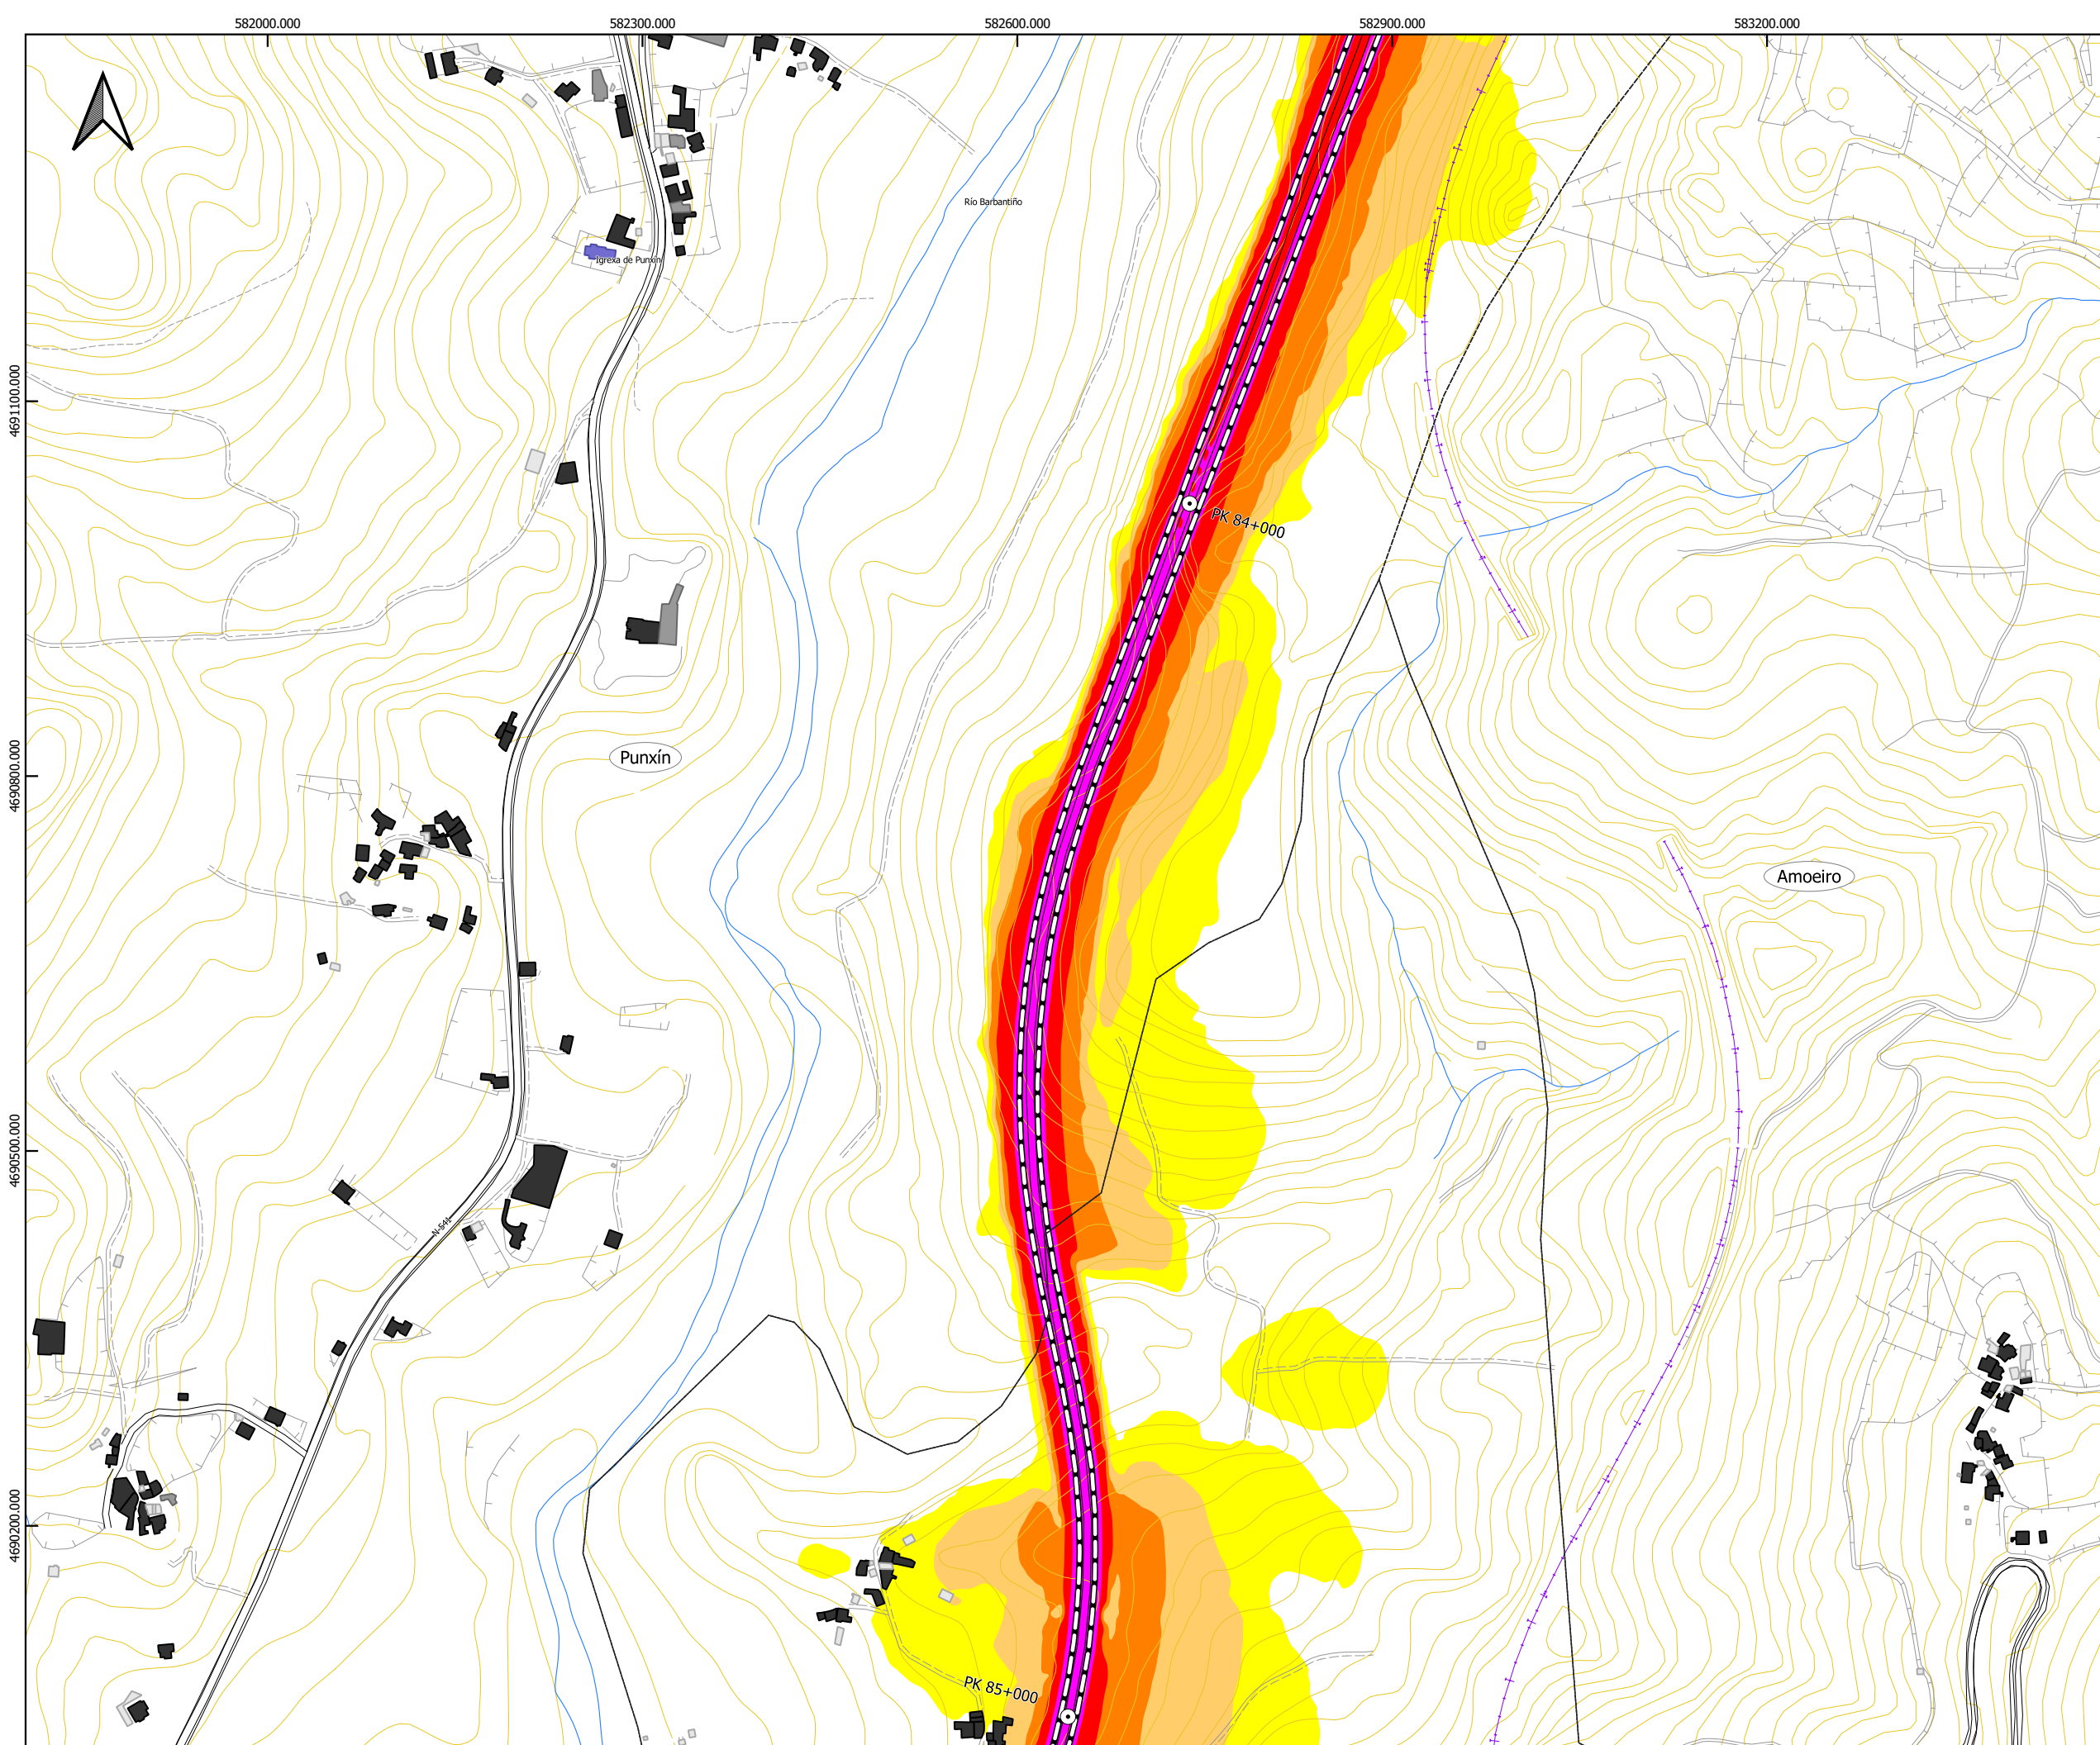 582000.000
582300.000
582600.000
582900.000
583200.000
Río Barbantiño
Igrexa de Punxín
4691100.000
PK 84+000
Punxín
4690800.000
Amoeiro
4690500.000
N-541
4690200.000
PK 85+000